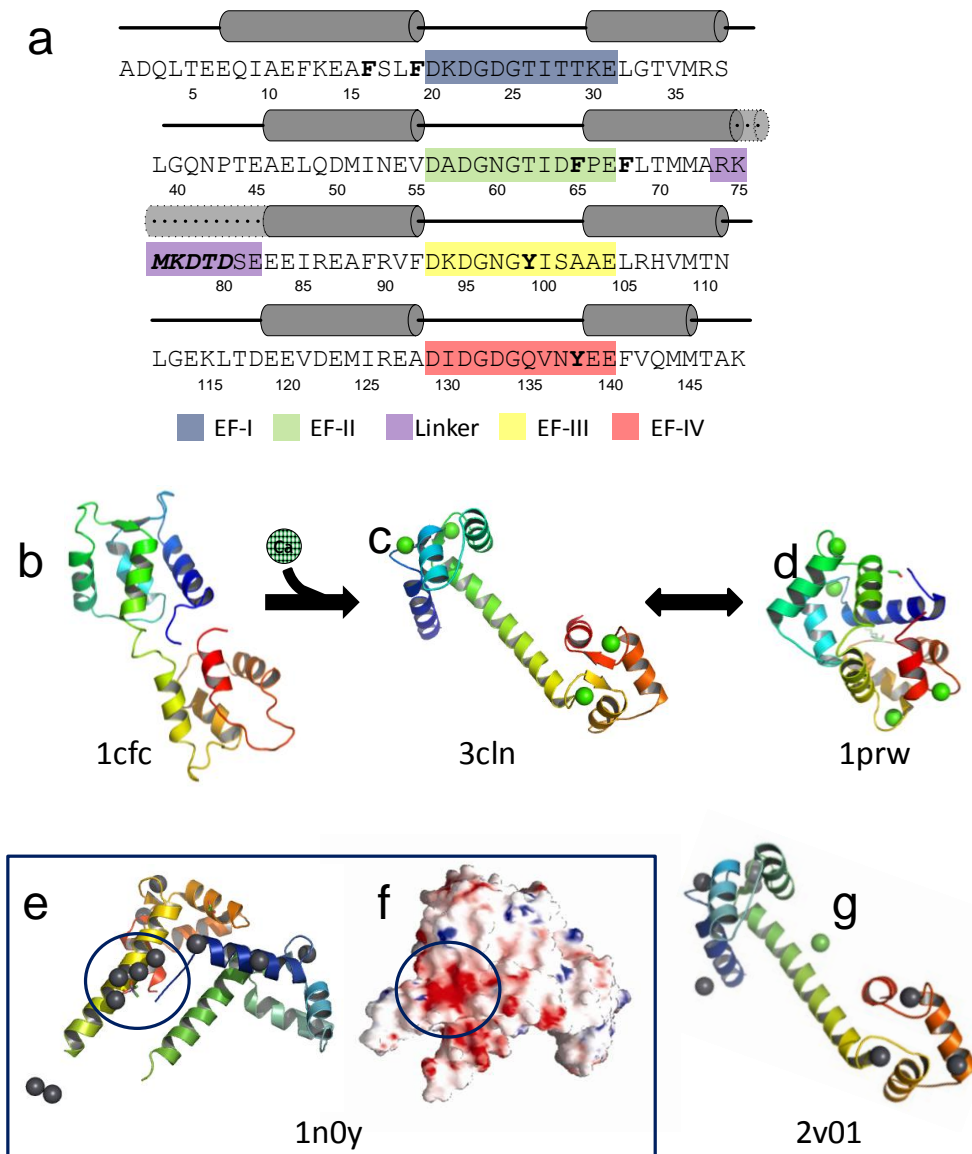 a
ADQLTEEQIAEFKEAFSLFDKDGDGTITTKELGTVMRS
5 10 15 20 25 30 35
LGQNPTEAELQDMINEVDADGNGTIDFPEFLTMMARK
40 45 50 55 60 65 70 75
MKDTDSEEEIREAFRVFDKDGNGYISAAELRHVMTN
80 85 90 95 100 105 110
LGEKLTDEEVDEMIREADIDGDGQVNYEEFVQMMTAK
115 120 125 130 135 140 145
EF-I EF-II Linker EF-III EF-IV
b Ca c d
1cfc 3cln 1prw
e f g
1n0y 2v01